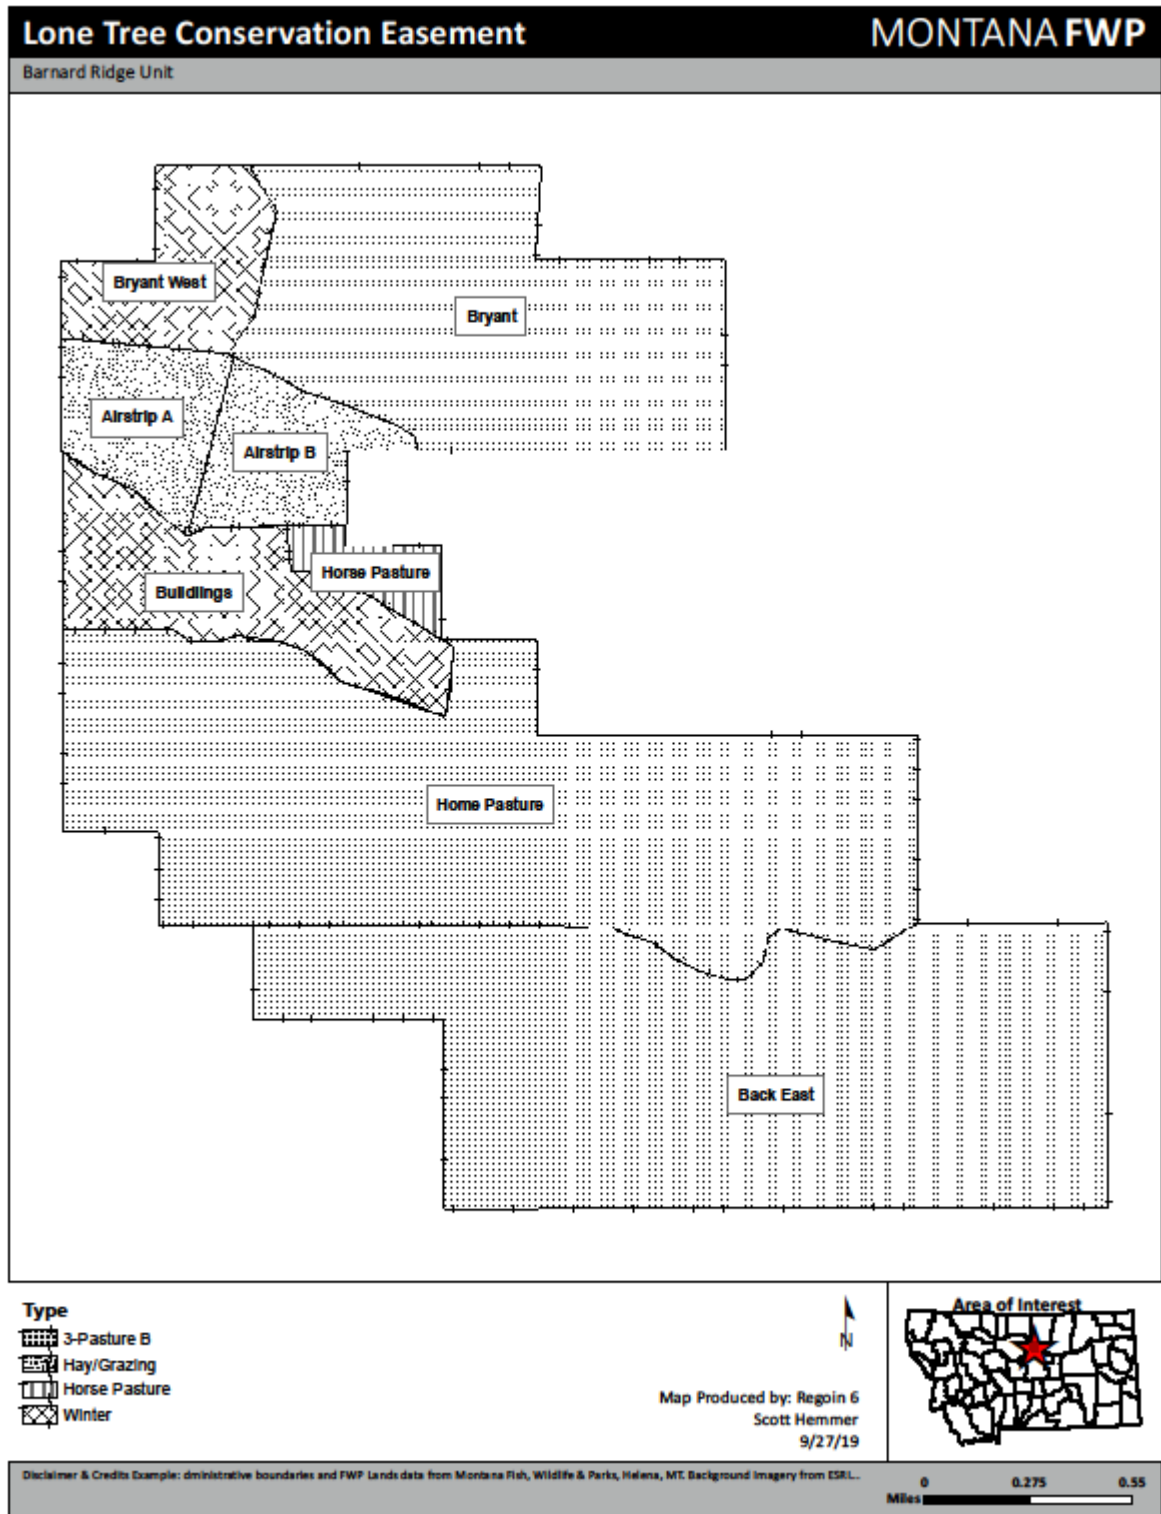 Lone Tree Conservation Easement
MONTANA FWP
Barnard Ridge Unit
Bryant West
Bryant
Airstrip A
Airstrip B
Horse Pasture
Buildings
Home Pasture
Back East
Type
3-Pasture B
Hay/Grazing
Horse Pasture
Winter
N
Map Produced by: Regoin 6
Scott Hemmer
9/27/19
Area of Interest
Disclaimer & Credits Example: dministrative boundaries and FWP Lands data from Montana Fish, Wildlife & Parks, Helena, MT. Background Imagery from ESRI...
0 0.275 0.55
Miles